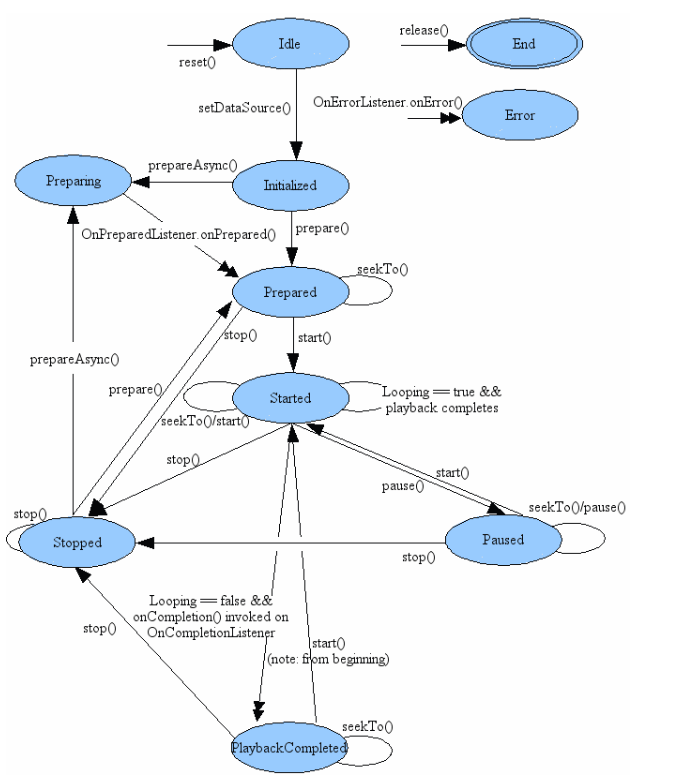 Idle
release()
End
reset()
setDataSource()
OnErrorListener.onError()
Error
prepareAsync()
Preparing
Initialized
OnPreparedListener.onPrepared()
prepare()
seekTo()
Prepared
stop()
start()
prepareAsync()
prepare()
Started
Looping == true &&
playback completes
seekTo()/start()
stop()
pause()
start()
stop()
seekTo()/pause()
Stopped
Paused
stop()
Looping == false &&
onCompletion() invoked on
OnCompletionListener
stop()
start()
(note: from beginning)
seekTo()
PlaybackCompleted